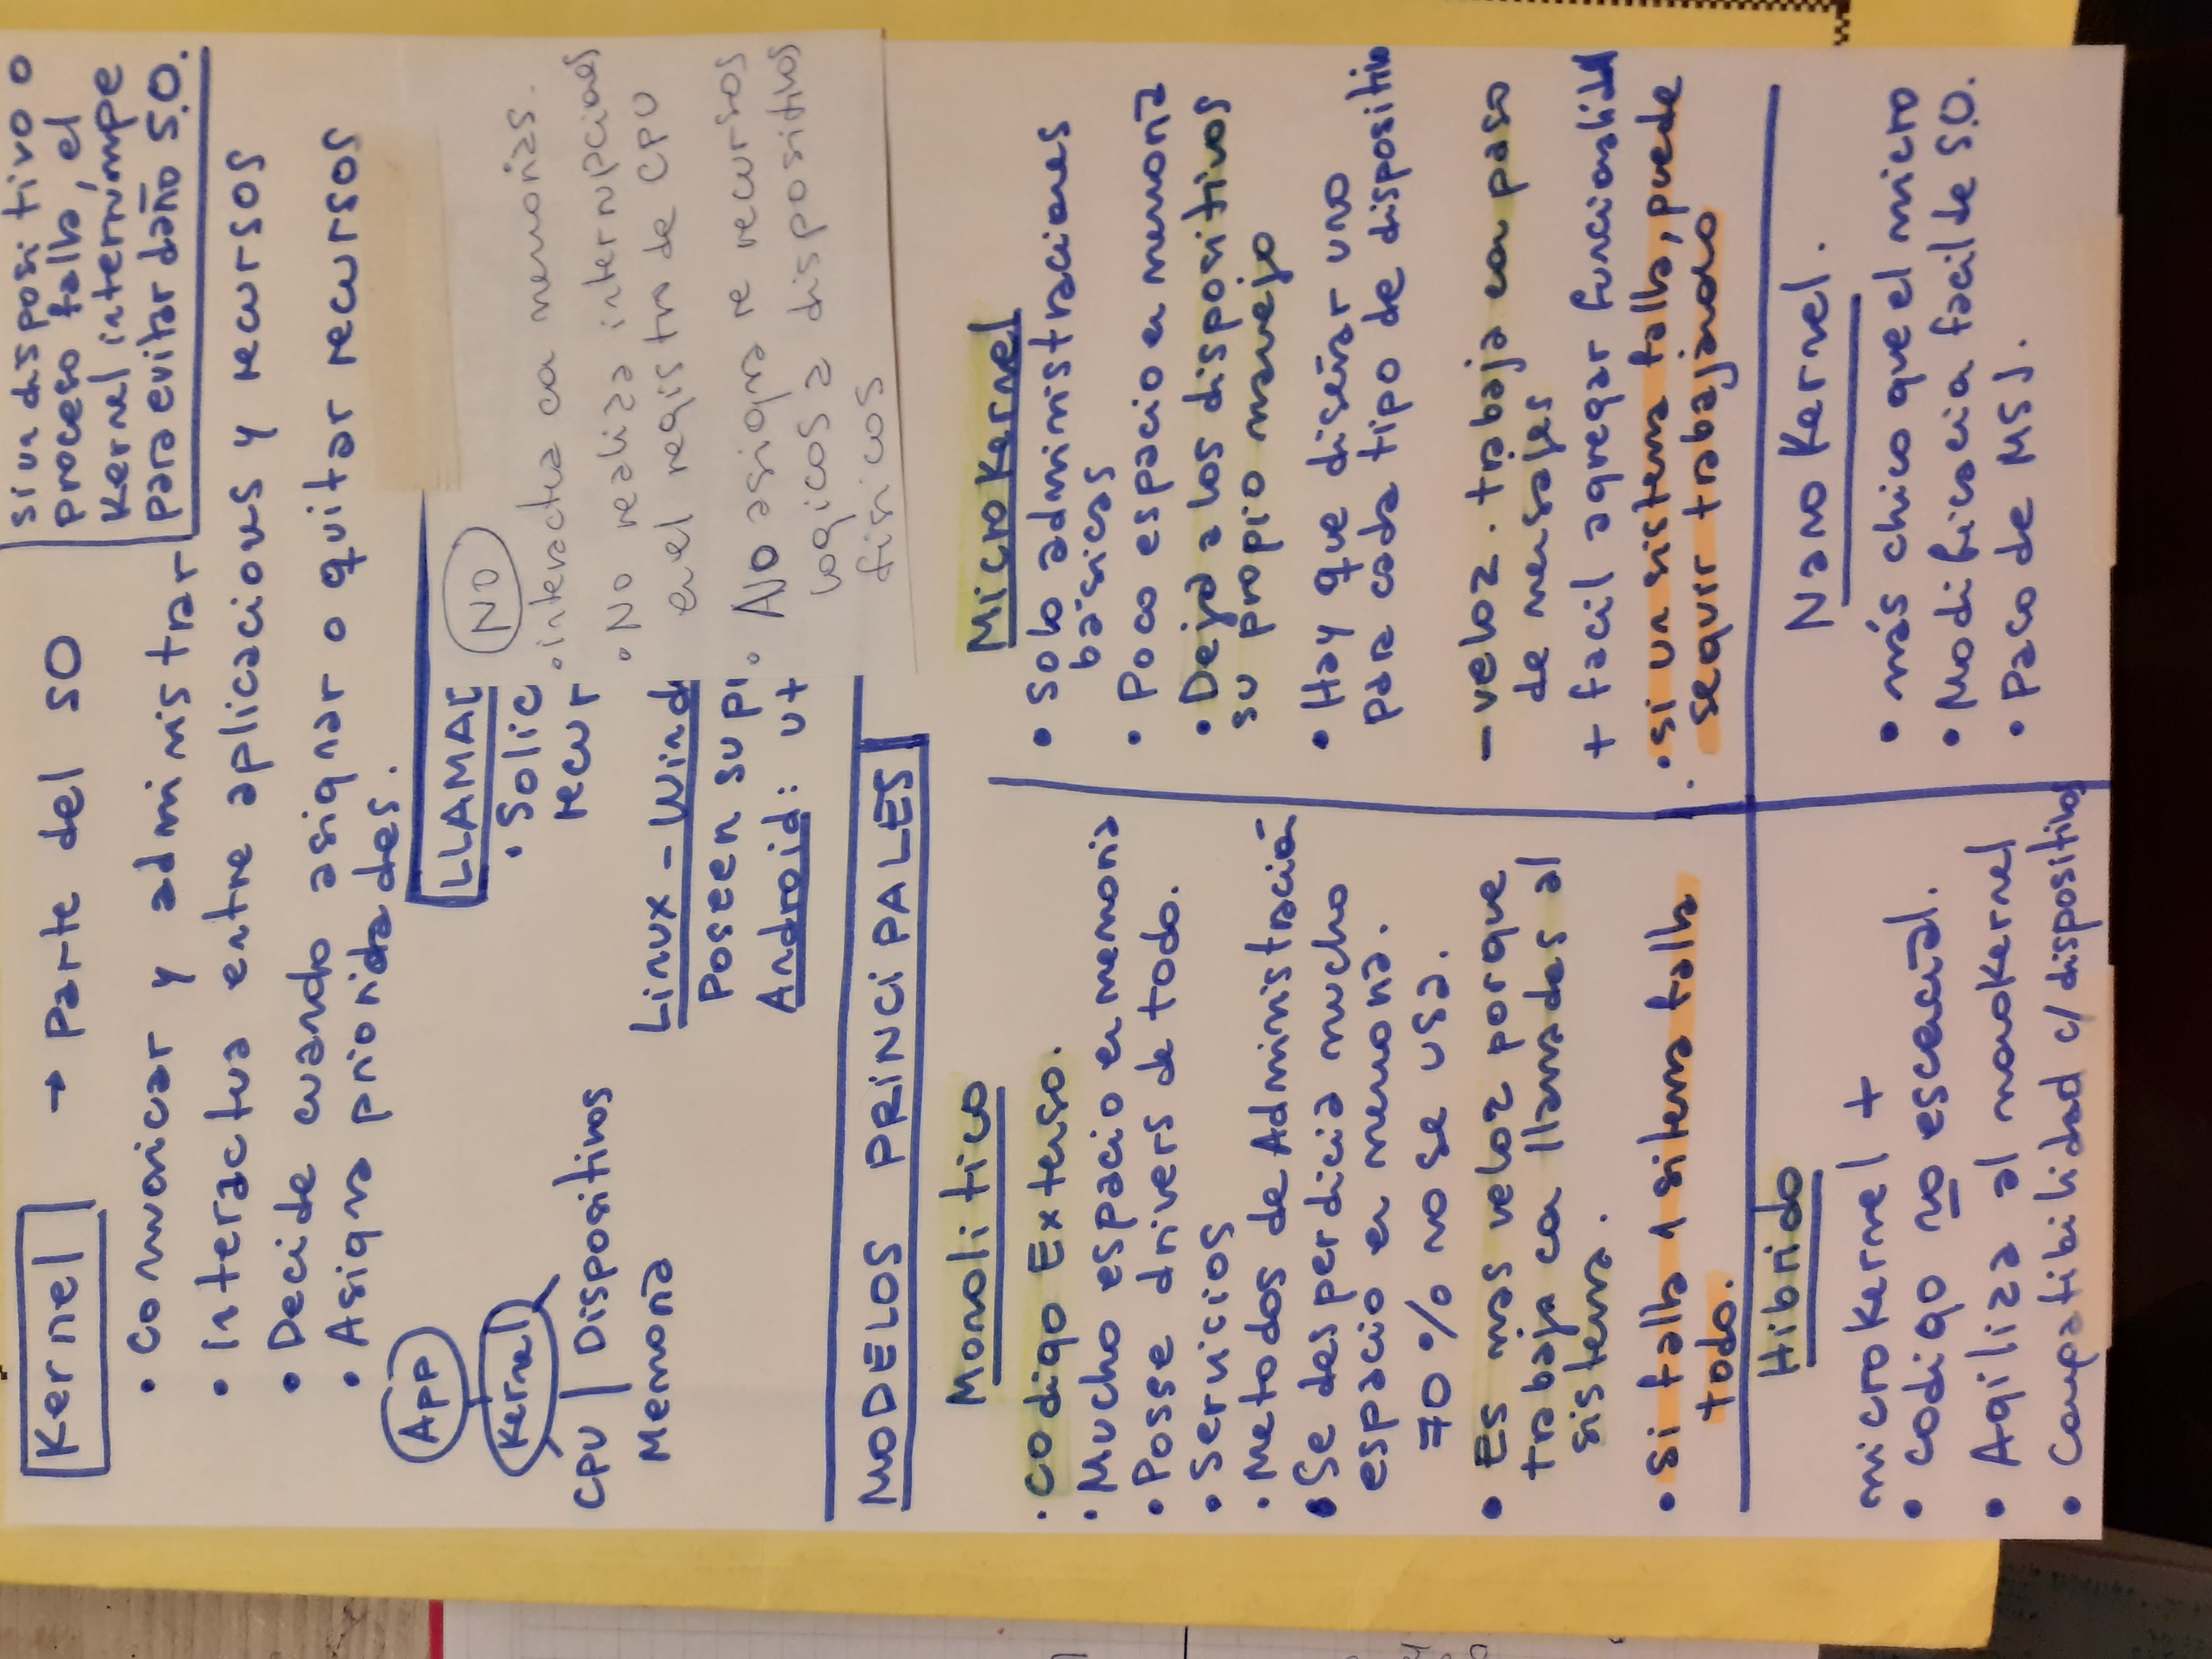 Kernel → Parte del SO
si un dispositivo o
proceso falla, el
Kernel interrumpe
para evitar daño S.O.
• Comunicar y administrar
• Interactua entre aplicaciones y recursos
• Decide cuando asignar o quitar recursos
• Asigna prioridades.
App
Kernel
CPU | Dispositivos
Memoria
LLAMAD
• Solic
recur
Linux - Wind
Poseen su pr
Android: ut
NO
• interactua con memorias.
• No realiza interrupciones
en el registro de CPU
• No asigna re recursos
logicos a dispositivos
fisicos
MODELOS PRINCIPALES
Monolitico
• codigo Extenso.
• Mucho espacio en memoria
• Posse drivers de todo.
• Servicios
• Metodos de Administración
• Se desperdicia mucho
espacio en memoria.
70% no se usa.
• Es mas veloz porque
trabaja con llamadas al
sistema.
• si falla 1 sitema falla
todo.
MicroKernel
• Solo administraciones
básicas
• Poco espacio en memoria
• Deja a los dispositivos
su propio manejo
• Hay que diseñar uno
para cada tipo de dispositivo
- veloz. trabaja con paso
de mensajes
+ facil agregar funcionalidad
• si un sistema falla, puede
seguir trabajando
Hibrido
microKernel +
• codigo no escencial.
• Agiliza al monoKernel
• Compatibilidad c/ dispositivos
NanoKernel.
• más chico que el micro
• Modificacion facil de S.O.
• Paso de MSJ.